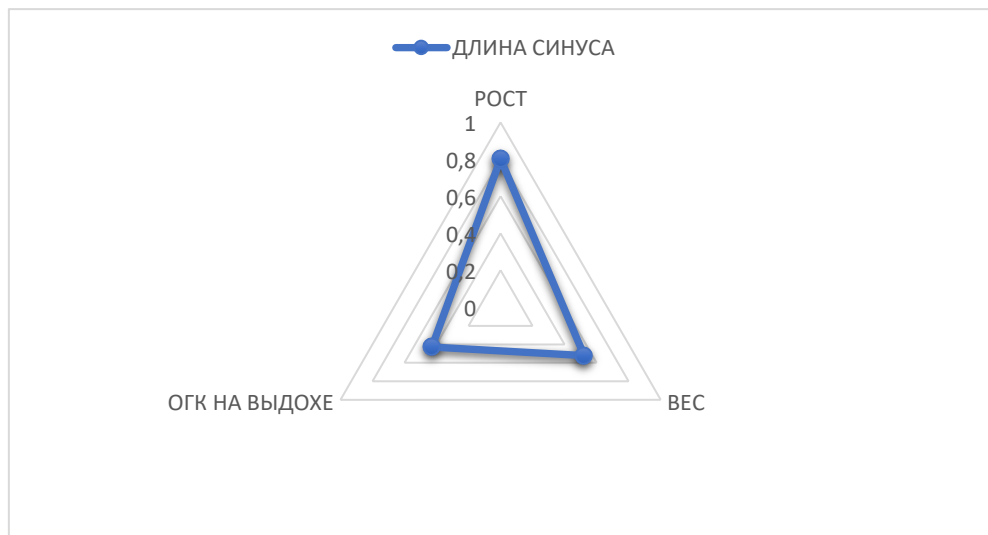 ДЛИНА СИНУСА
РОСТ
1
0,8
0,6
0,4
0,2
0
ОГК НА ВЫДОХЕ
ВЕС